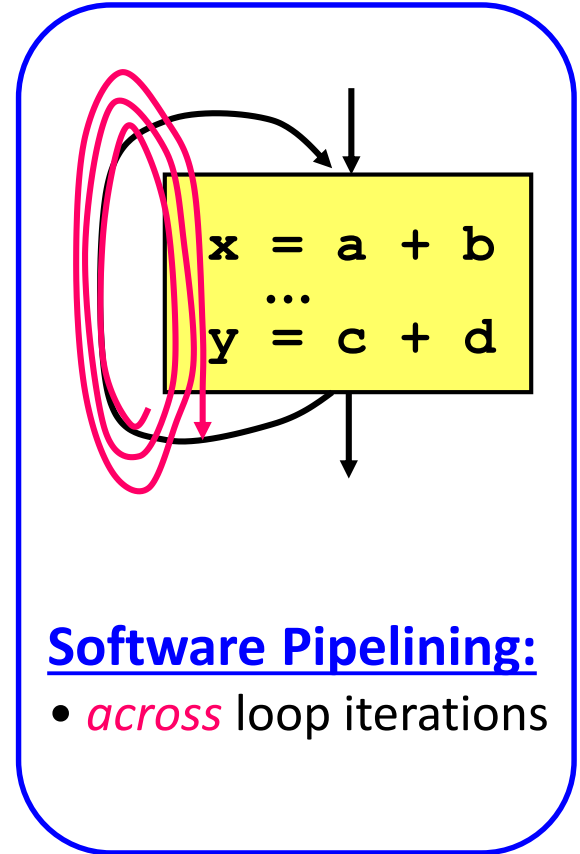 x = a + b
…
y = c + d
Software Pipelining:
• across loop iterations